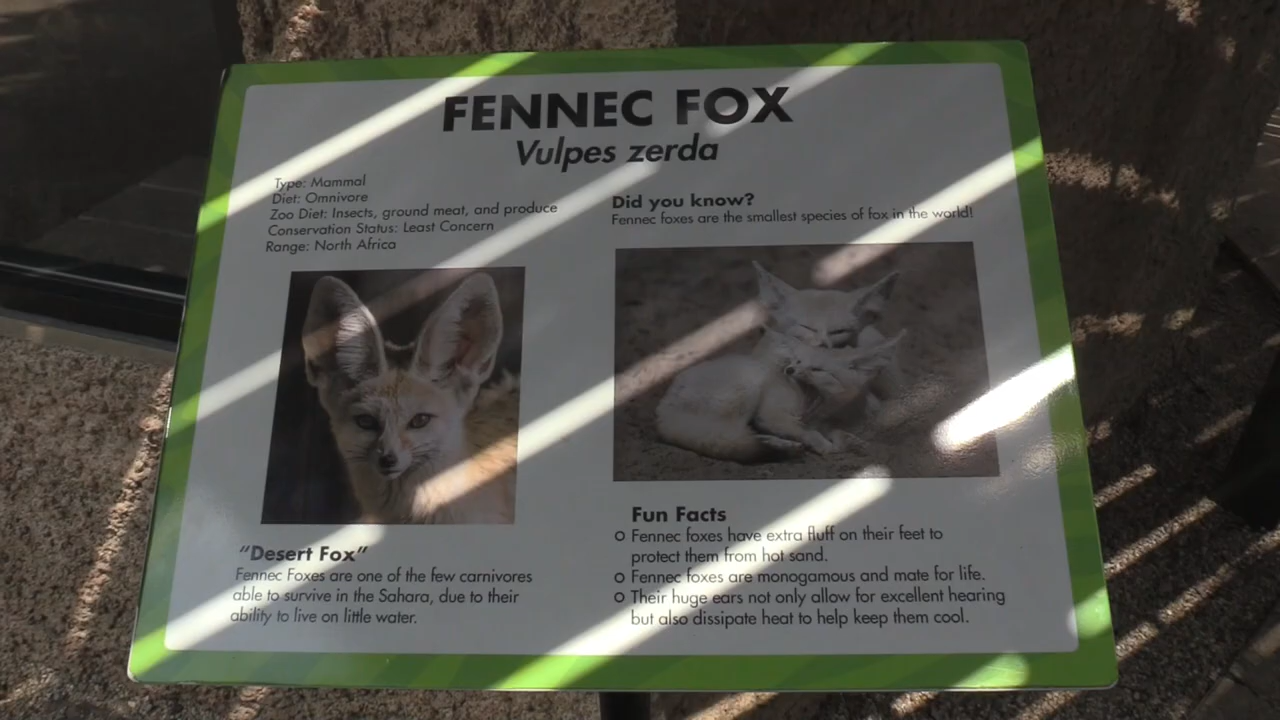 FENNEC FOX
Vulpes zerda
Type: Mammal
Diet: Omnivore
Zoo Diet: Insects, ground meat, and produce
Conservation Status: Least Concern
Range: North Africa
Did you know?
Fennec foxes are the smallest species of fox in the world!
"Desert Fox"
Fennec Foxes are one of the few carnivores
able to survive in the Sahara, due to their
ability to live on little water.
Fun Facts
o Fennec foxes have extra fluff on their feet to
protect them from hot sand.
o Fennec foxes are monogamous and mate for life.
o Their huge ears not only allow for excellent hearing
but also dissipate heat to help keep them cool.